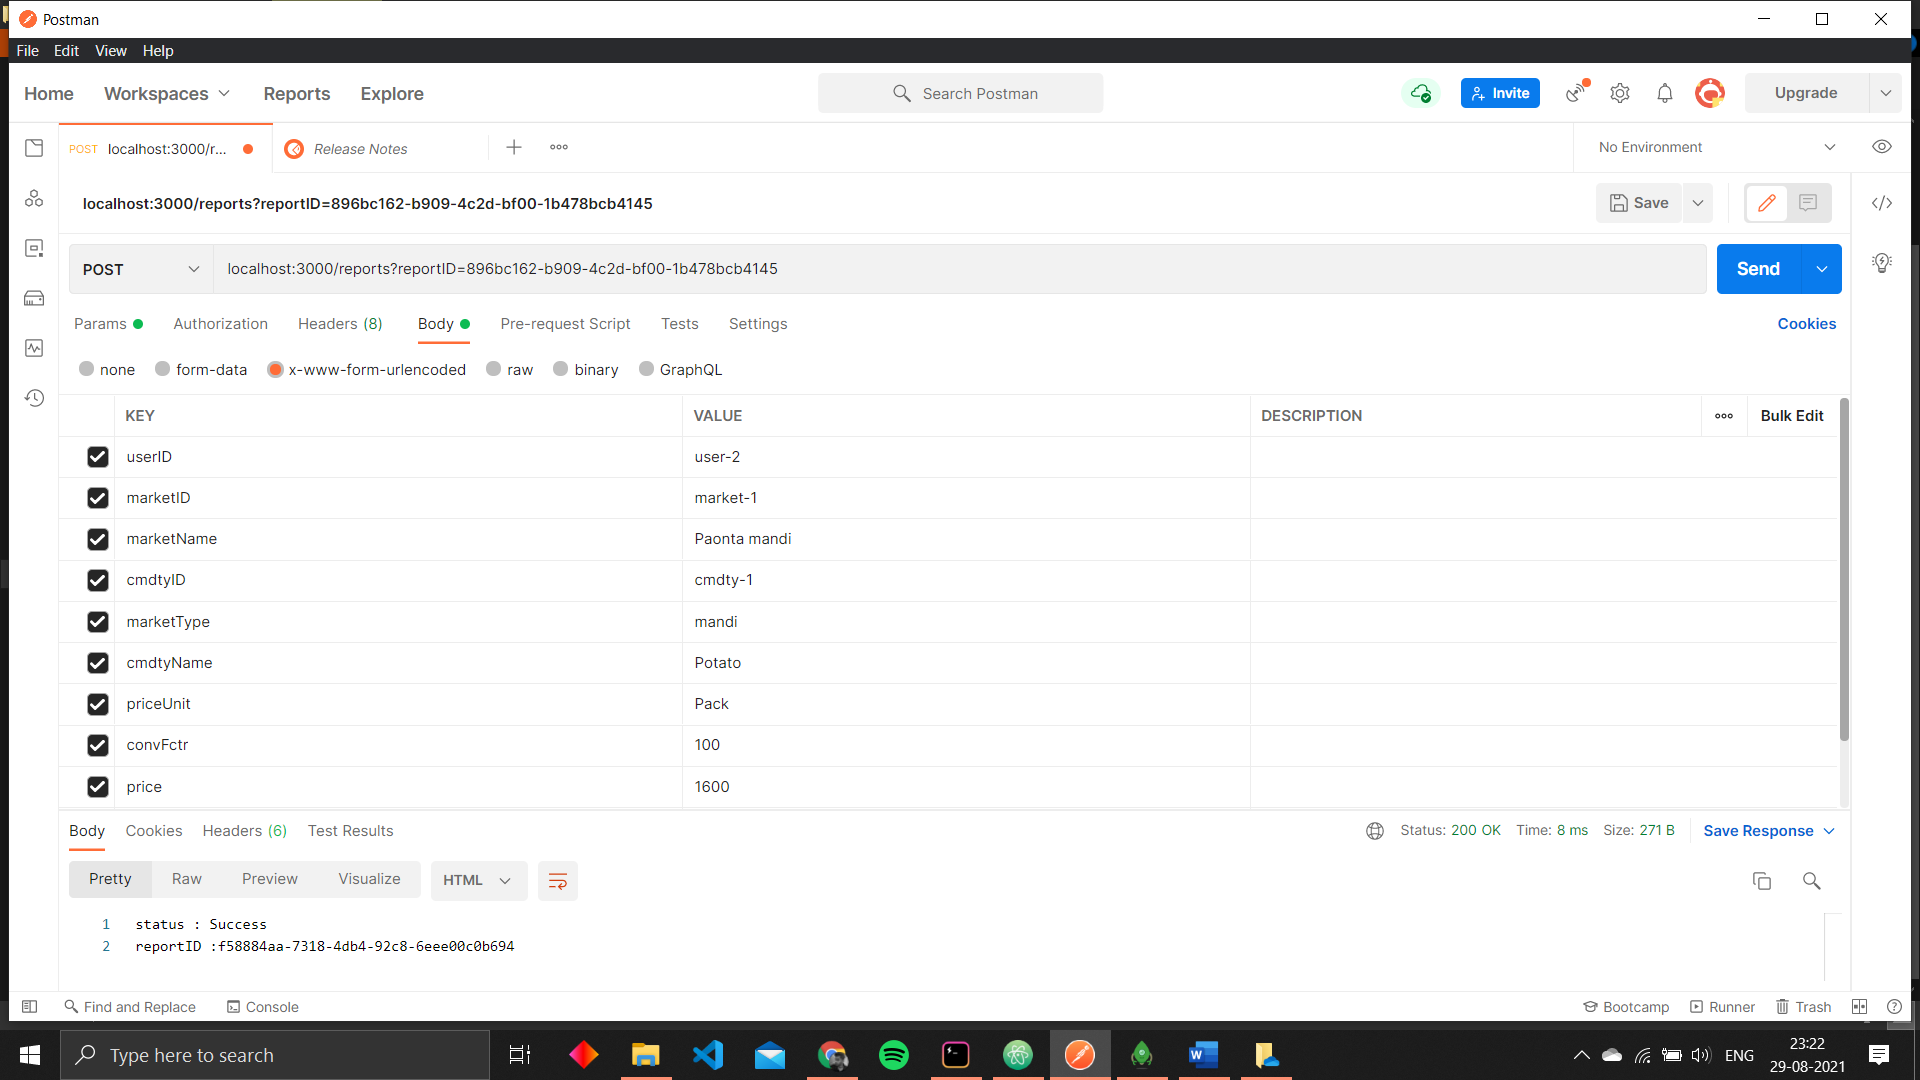 Postman
File Edit View Help
Home Workspaces Reports Explore Search Postman Invite Upgrade
POST localhost:3000/r... Release Notes No Environment
localhost:3000/reports?reportID=896bc162-b909-4c2d-bf00-1b478bcb4145 Save
POST localhost:3000/reports?reportID=896bc162-b909-4c2d-bf00-1b478bcb4145 Send
Params Authorization Headers (8) Body Pre-request Script Tests Settings Cookies
none form-data x-www-form-urlencoded raw binary GraphQL
KEY VALUE DESCRIPTION Bulk Edit
userID user-2
marketID market-1
marketName Paonta mandi
cmdtyID cmdty-1
marketType mandi
cmdtyName Potato
priceUnit Pack
convFctr 100
price 1600
Body Cookies Headers (6) Test Results Status: 200 OK Time: 8 ms Size: 271 B Save Response
Pretty Raw Preview Visualize HTML
1 status : Success
2 reportID :f58884aa-7318-4db4-92c8-6eee00c0b694
Find and Replace Console Bootcamp Runner Trash
Type here to search ENG 23:22
29-08-2021